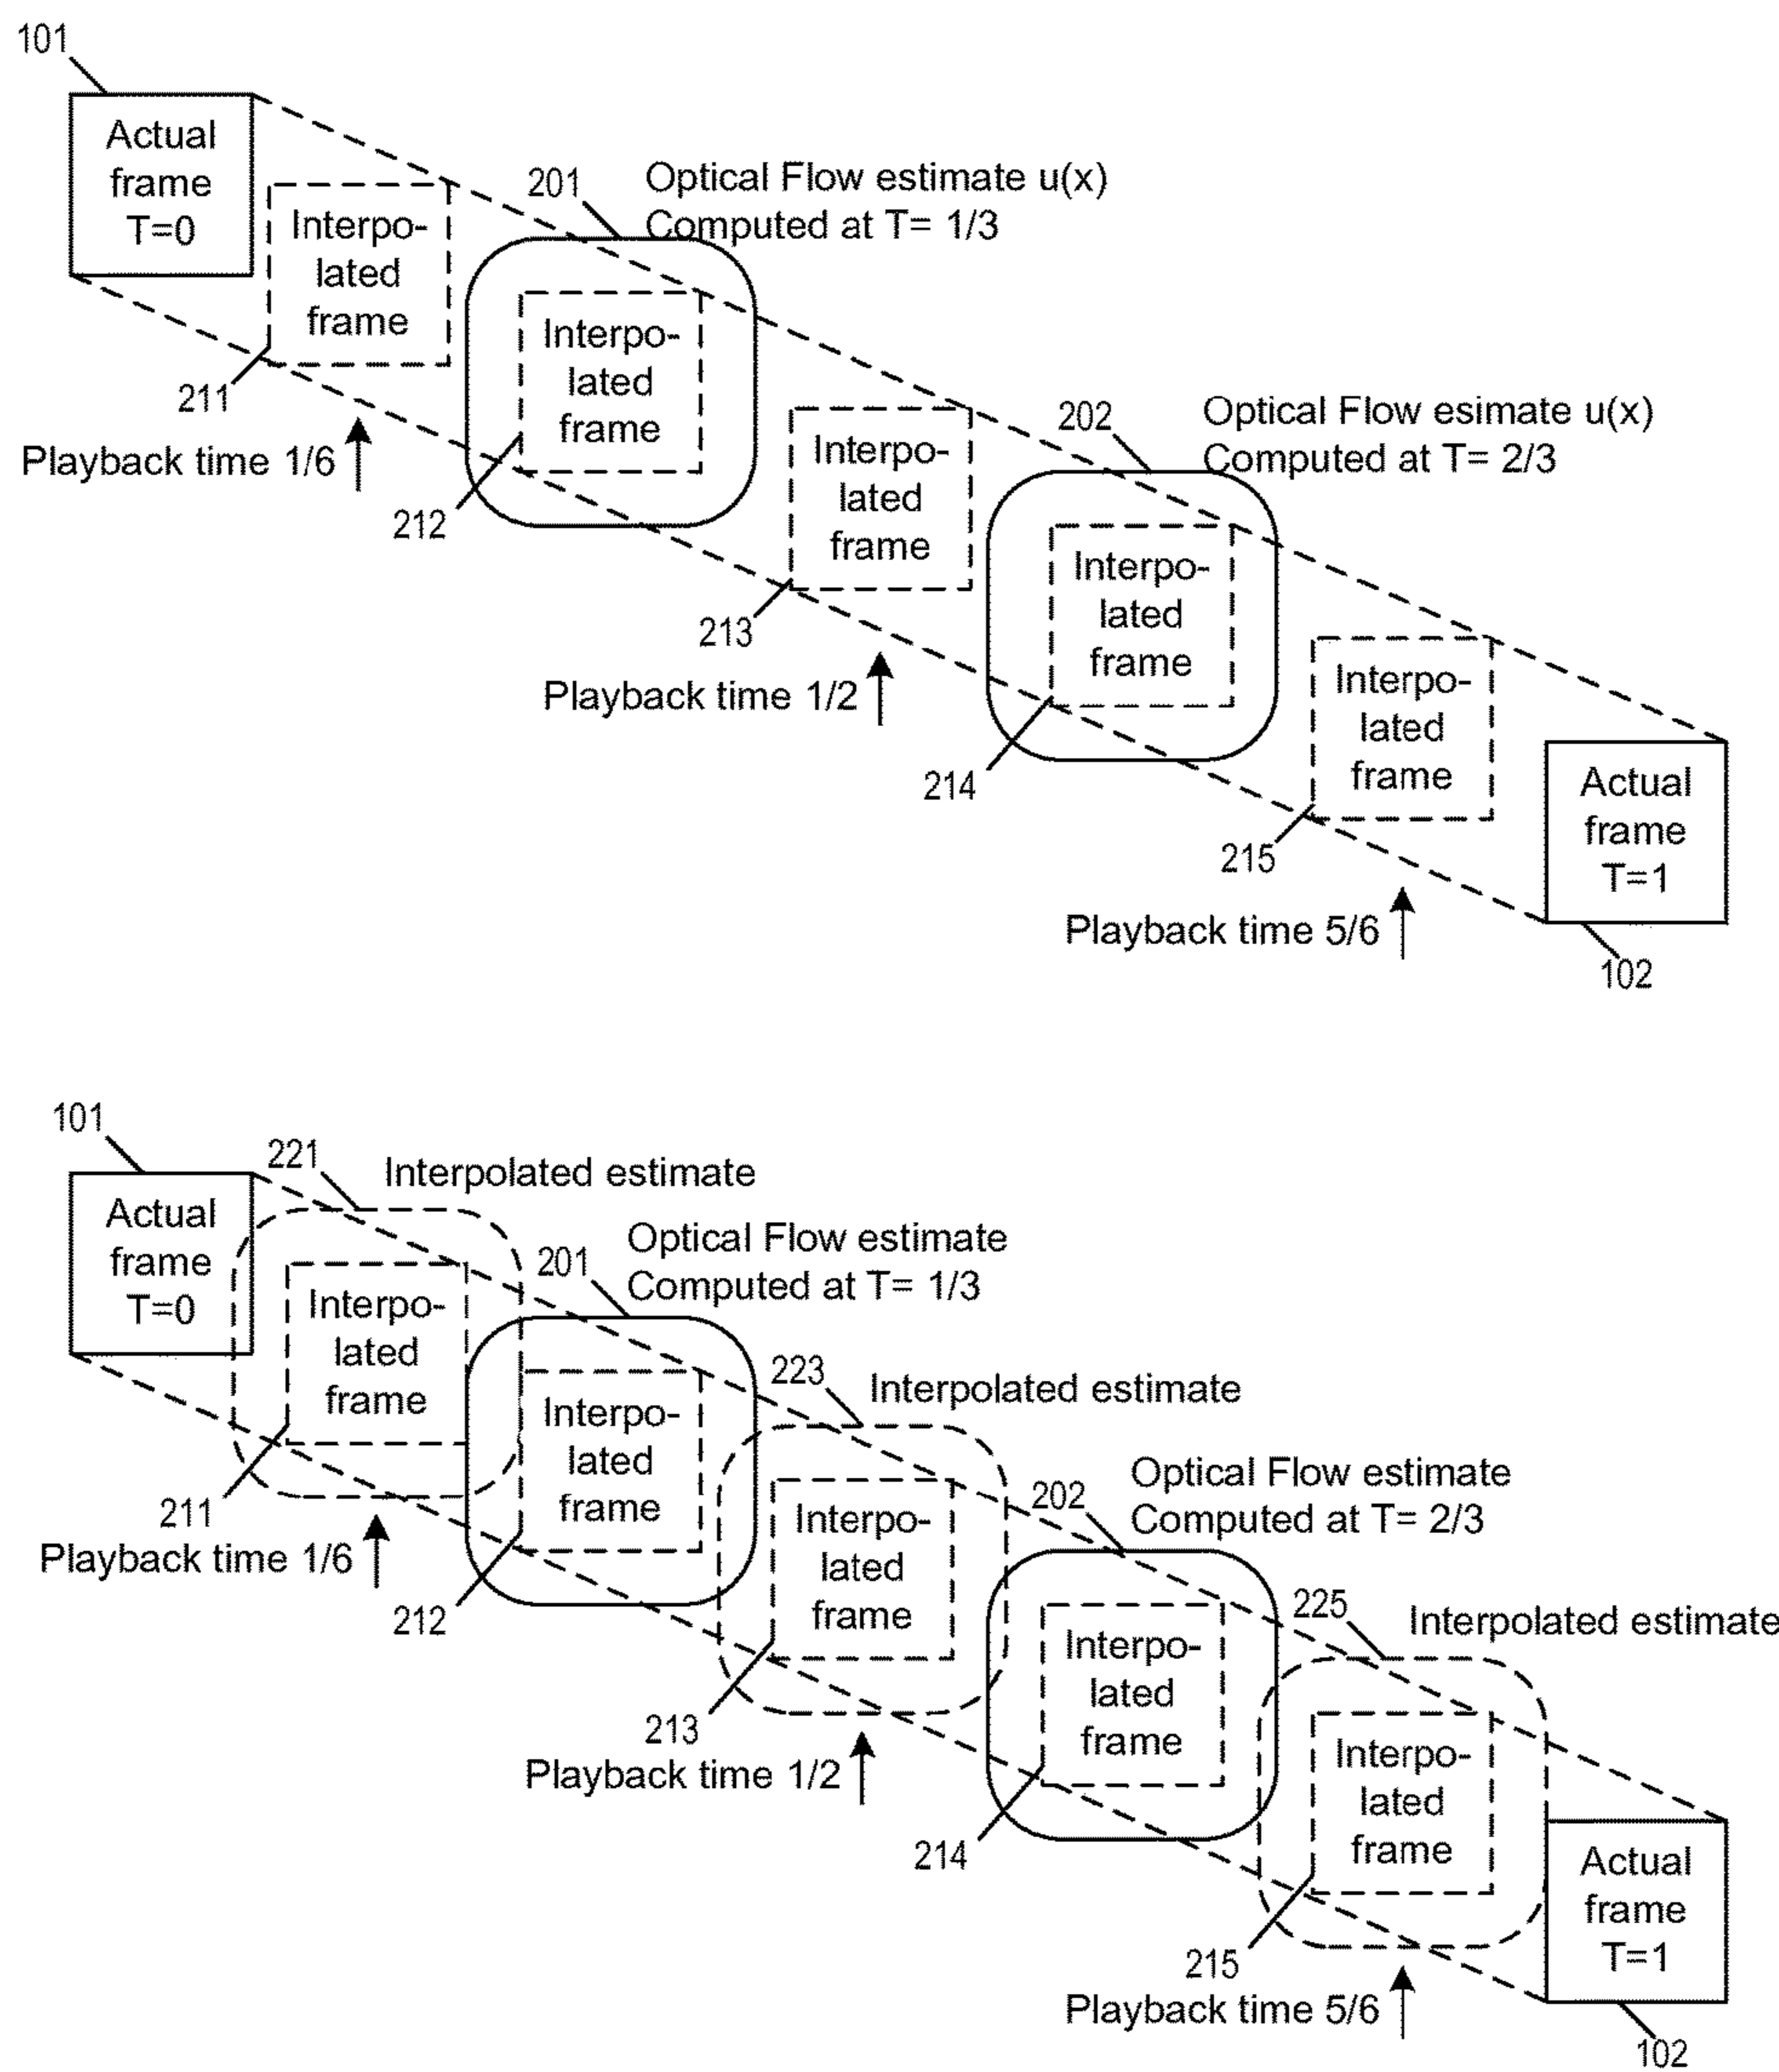 101
Actual
frame
T=0
Interpo-
lated
frame
211
Playback time 1/6
201
Optical Flow estimate u(x)
Computed at T= 1/3
Interpo-
lated
frame
212
Interpo-
lated
frame
213
Playback time 1/2
202
Optical Flow esimate u(x)
Computed at T= 2/3
Interpo-
lated
frame
214
Interpo-
lated
frame
215
Playback time 5/6
Actual
frame
T=1
102
101
Actual
frame
T=0
221
Interpolated estimate
Interpo-
lated
frame
211
Playback time 1/6
201
Optical Flow estimate
Computed at T= 1/3
Interpo-
lated
frame
212
223
Interpolated estimate
Interpo-
lated
frame
213
Playback time 1/2
202
Optical Flow estimate
Computed at T= 2/3
Interpo-
lated
frame
214
225
Interpolated estimate
Interpo-
lated
frame
215
Playback time 5/6
Actual
frame
T=1
102